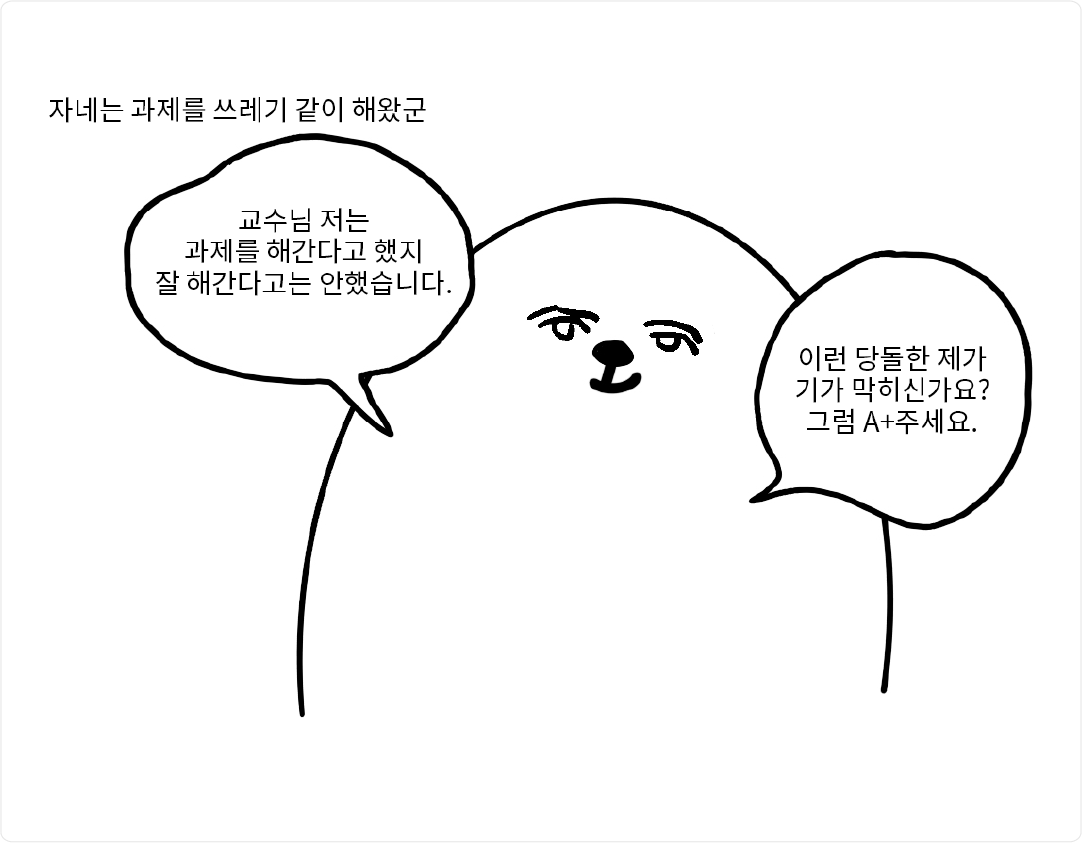 자네는 과제를 쓰레기 같이 해왔군
교수님 저는
과제를 해간다고 했지
잘 해간다고는 안했습니다.
이런 당돌한 제가
기가 막히신가요?
그럼 A+주세요.